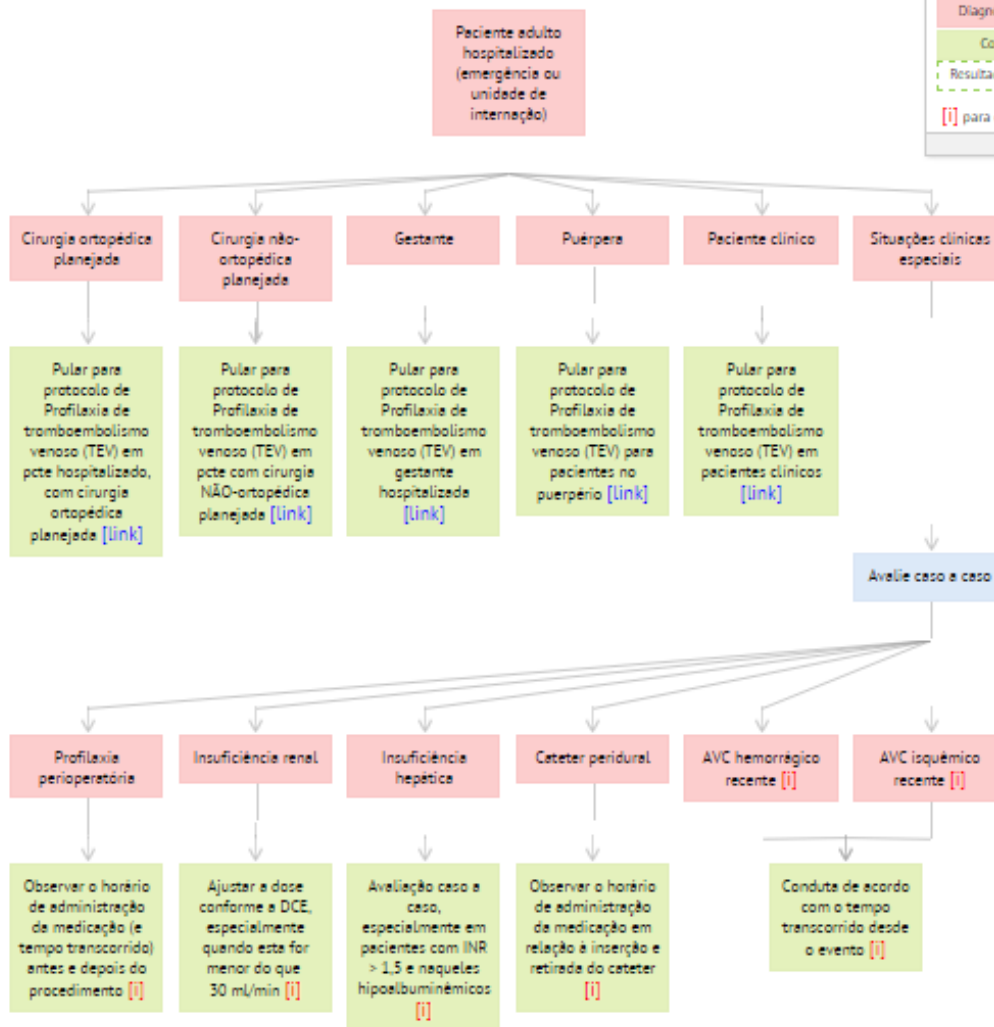 Paciente adulto
hospitalizado
(emergência ou
unidade de
internação)
[i] para
Cirurgia ortopédica
planejada
Cirurgia não-
ortopédica
planejada
Gestante
Puérpera
Paciente clínico
Situações clínicas
especiais
Pular para
protocolo de
Profilaxia de
tromboembolismo
venoso (TEV) em
pcte hospitalizado,
com cirurgia
ortopédica
planejada [link]
Pular para
protocolo de
Profilaxia de
tromboembolismo
venoso (TEV) em
pcte com cirurgia
NÃO-ortopédica
planejada [link]
Pular para
protocolo de
Profilaxia de
tromboembolismo
venoso (TEV) em
gestante
hospitalizada
[link]
Pular para
protocolo de
Profilaxia de
tromboembolismo
venoso (TEV) para
pacientes no
puerpério [link]
Pular para
protocolo de
Profilaxia de
tromboembolismo
venoso (TEV) em
pacientes clínicos
[link]
Avalie caso a caso
Profilaxia
perioperatória
Insuficiência renal
Insuficiência
hepática
Cateter peridural
AVC hemorrágico
recente [i]
AVC isquêmico
recente [i]
Observar o horário
de administração
da medicação (e
tempo transcorrido)
antes e depois do
procedimento [i]
Ajustar a dose
conforme a DCE,
especialmente
quando esta for
menor do que
30 ml/min [i]
Avaliação caso a
caso,
especialmente em
pacientes com INR
> 1,5 e naqueles
hipoalbuminêmicos
[i]
Observar o horário
de administração
da medicação em
relação à inserção e
retirada do cateter
[i]
Conduta de acordo
com o tempo
transcorrido desde
o evento [i]